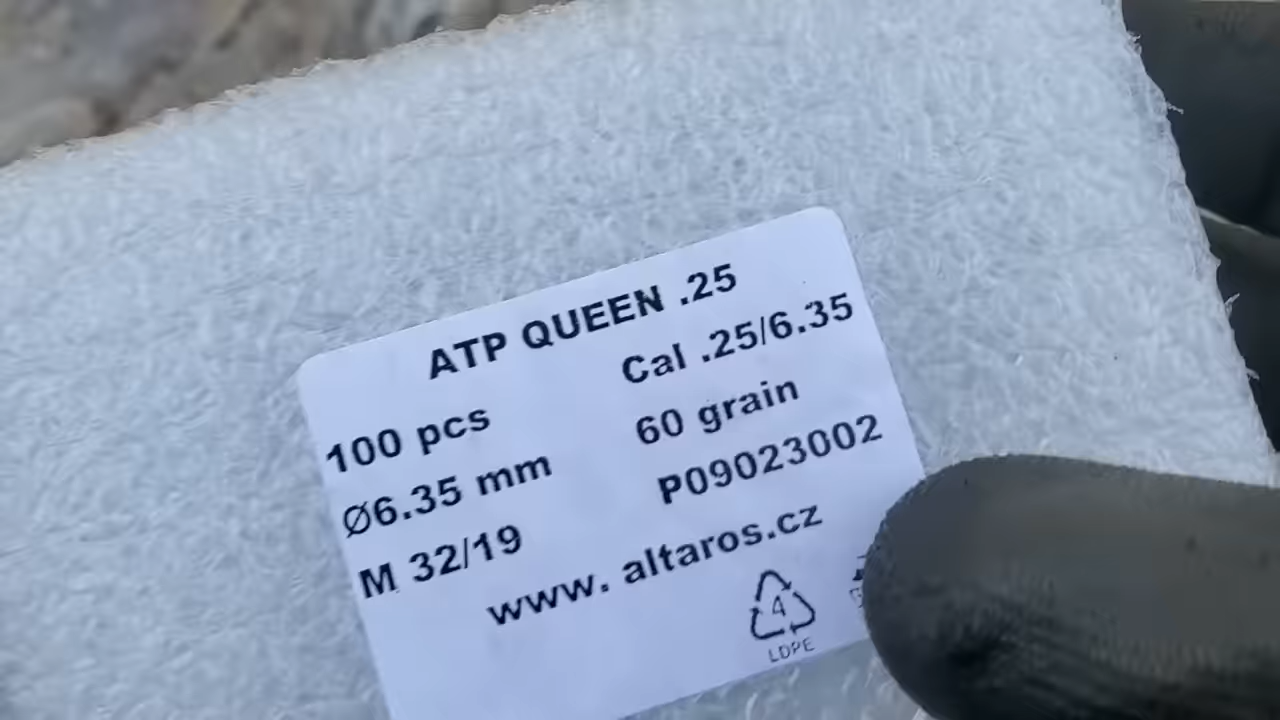 ATP QUEEN .25
100 pcs Cal .25/6.35
Ø6.35 mm 60 grain
M 32/19 P09023002
www. altaros.cz
4
LDPE